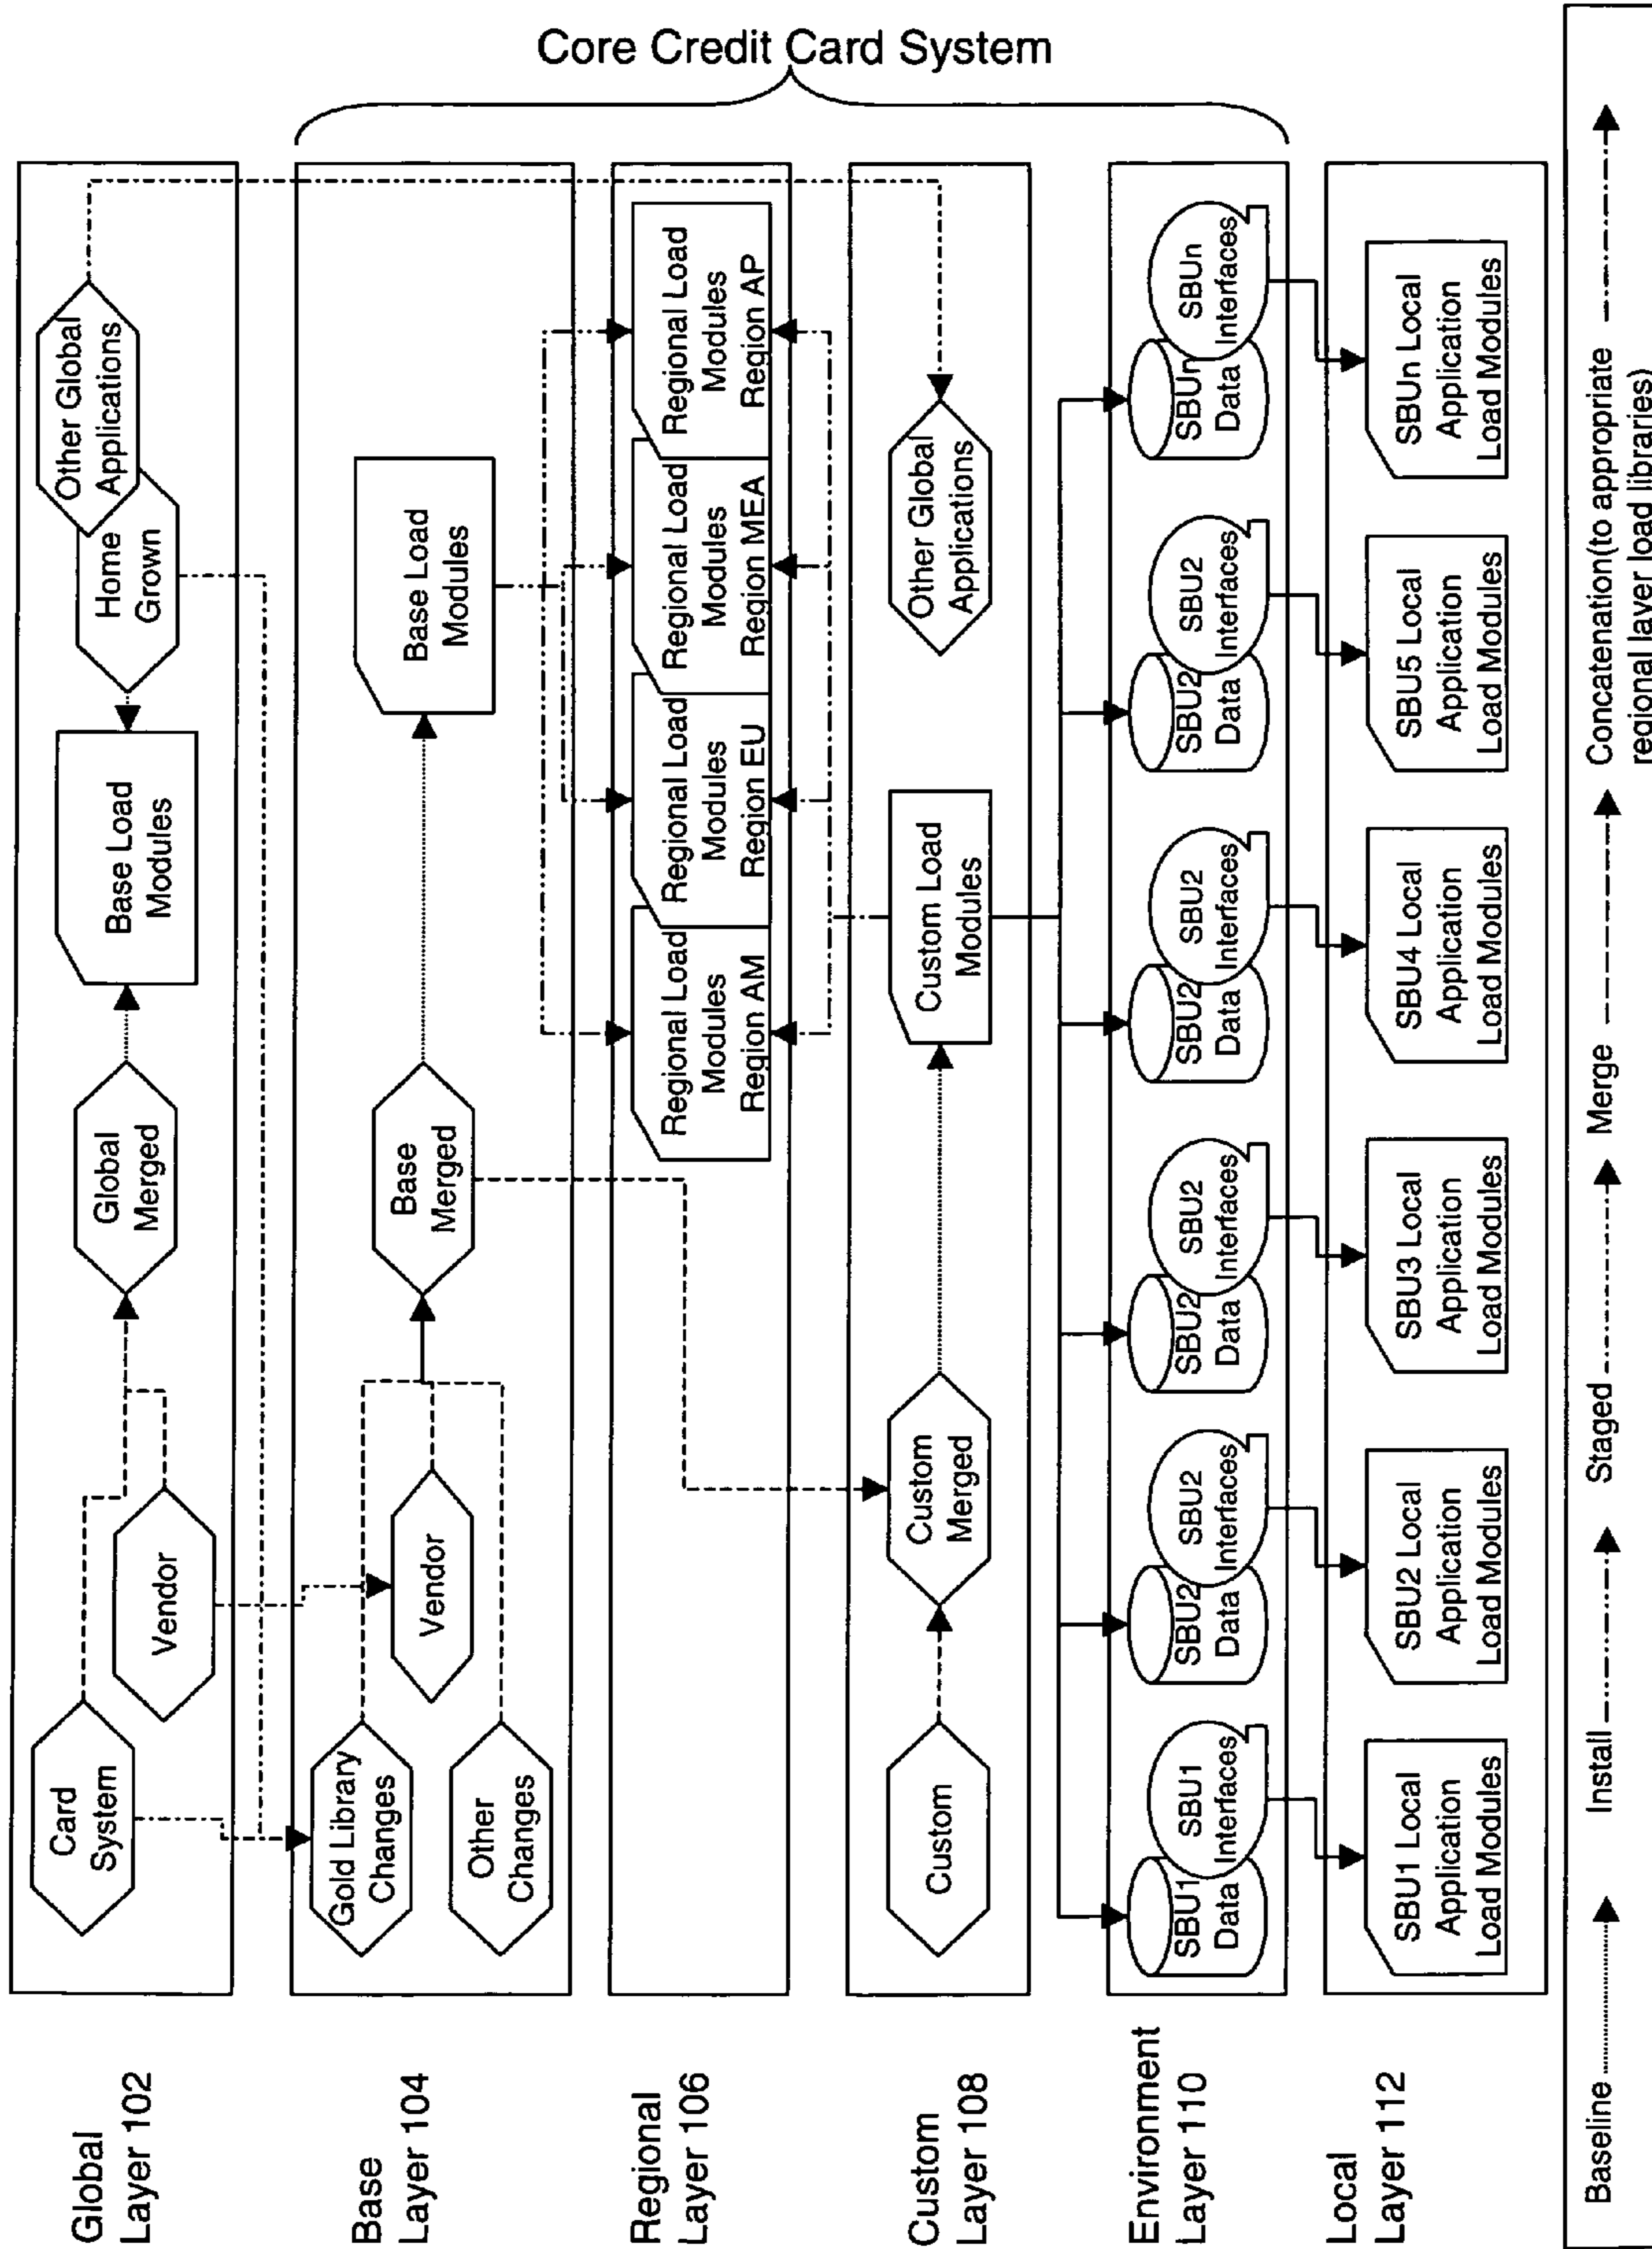 Core Credit Card System
Global
Layer 102
Card
System
Vendor
Global
Merged
Base Load
Modules
Home
Grown
Other Global
Applications
Base
Layer 104
Gold Library
Changes
Other
Changes
Vendor
Base
Merged
Base Load
Modules
Regional
Layer 106
Regional Load
Modules
Region AM
Regional Load
Modules
Region EU
Regional Load
Modules
Region MEA
Regional Load
Modules
Region AP
Custom
Layer 108
Custom
Custom
Merged
Custom Load
Modules
Other Global
Applications
Environment
Layer 110
SBU1
Data
SBU1
Interfaces
SBU2
Data
SBU2
Interfaces
SBU2
Data
SBU2
Interfaces
SBU2
Data
SBU2
Interfaces
SBU2
Data
SBU2
Interfaces
SBUn
Data
SBUn
Interfaces
Local
Layer 112
SBU1 Local
Application
Load Modules
SBU2 Local
Application
Load Modules
SBU3 Local
Application
Load Modules
SBU4 Local
Application
Load Modules
SBU5 Local
Application
Load Modules
SBUn Local
Application
Load Modules
Baseline
Install
Staged
Merge
Concatenation(to appropriate
regional layer load libraries)